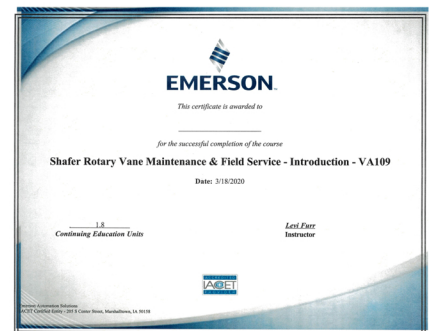 EMERSON
This certificate is awarded to
for the successful completion of the course
Shafer Rotary Vane Maintenance & Field Service - Introduction - VA109
Date: 3/18/2020
1.8
Continuing Education Units
Levi Furr
Instructor
IACET
Automation Solutions
IACET Certified Entity - 205 S Center Street, Marshalltown, IA 50158